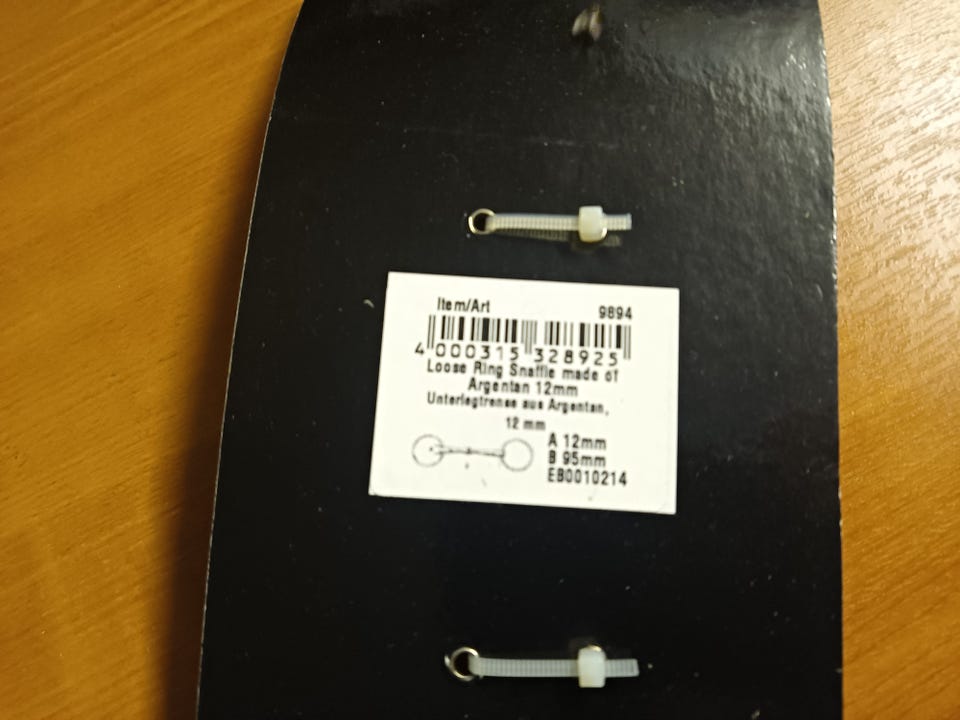 Item/Art 9894
4 000315 328925
Loose Ring Snaffle made of
Argentan 12mm
Unterlegtrense aus Argentan,
12 mm
A 12mm
B 95mm
EB0010214